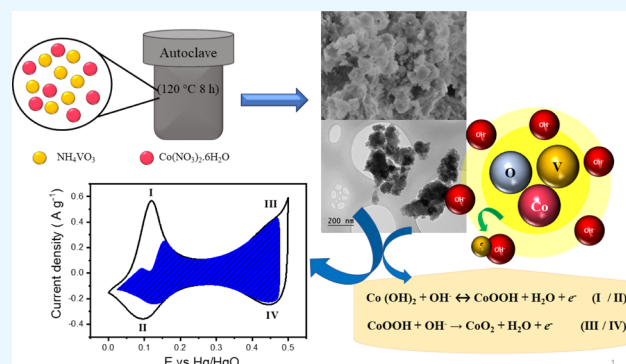 Autoclave
(120 °C 8 h)
NH₄VO₃
Co(NO₃)₂.6H₂O
200 nm
OH⁻
OH⁻
OH⁻
OH⁻
OH⁻
OH⁻
O
V
Co
e⁻
OH⁻
I
II
III
IV
Current density ( A g⁻¹)
0.6
0.4
0.2
0.0
-0.2
-0.4
0.0 0.1 0.2 0.3 0.4 0.5
E vs Hg/HgO
Co (OH)₂ + OH⁻ ↔ CoOOH + H₂O + e⁻ (I / II)
CoOOH + OH⁻ → CoO₂ + H₂O + e⁻ (III / IV)
1